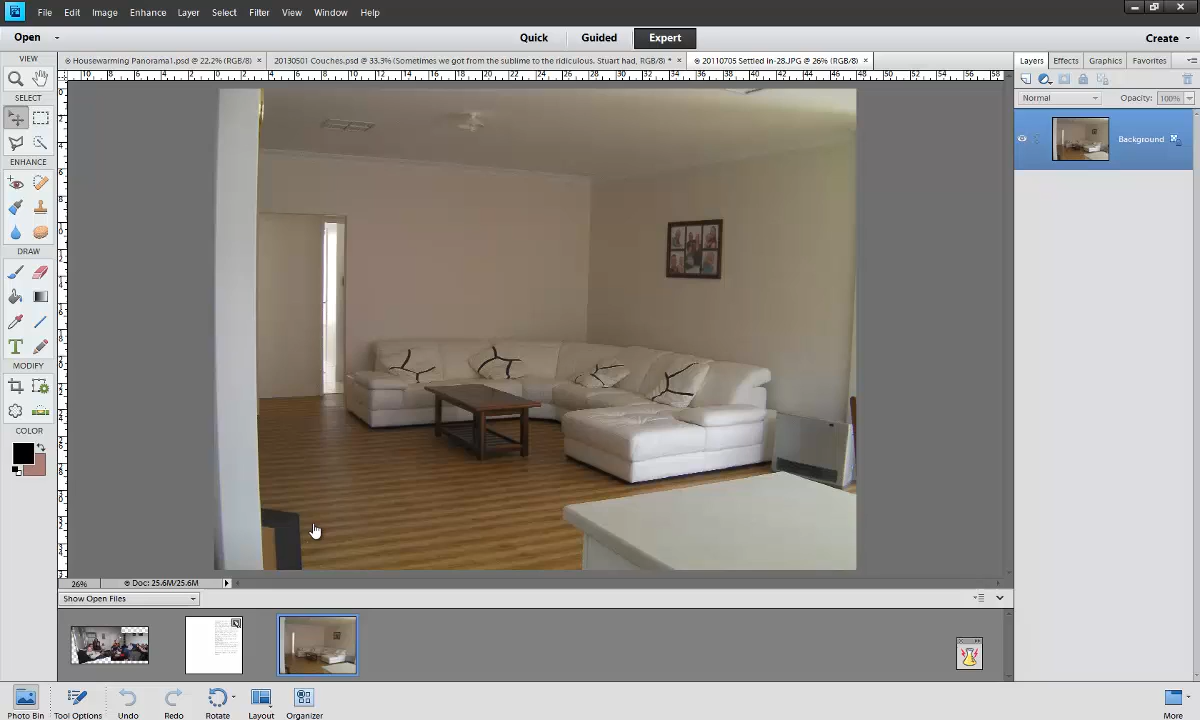 File Edit Image Enhance Layer Select Filter View Window Help
Open Quick Guided Expert Create
VIEW
Housewarming Panorama1.psd @ 22.2% (RGB/8) × 20130501 Couches.psd @ 33.3%(Sometimes we got from the sublime to the ridiculous. Stuart had, RGB/8) * × 20110705 Settled in-28.JPG @ 26% (RGB/8) ×
Layers Effects Graphics Favorites
Normal Opacity: 100%
SELECT
Background
ENHANCE
DRAW
MODIFY
COLOR
26% Doc: 25.6M/25.6M
Show Open Files
Photo Bin Tool Options Undo Redo Rotate Layout Organizer More